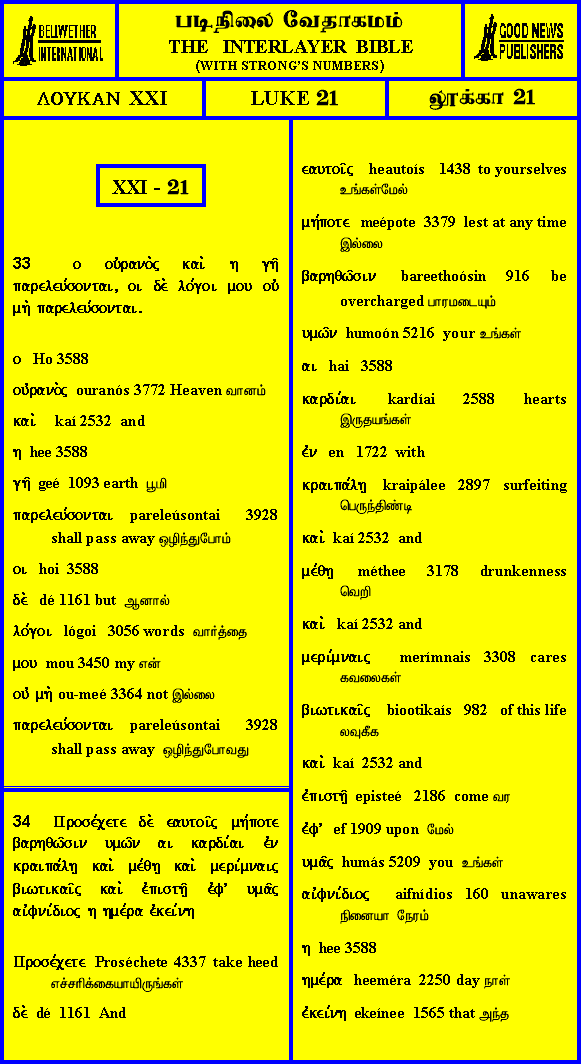 BELLWETHER
INTERNATIONAL
படிநிலை வேதாகமம்
THE INTERLAYER BIBLE
(WITH STRONG'S NUMBERS)
GOOD NEWS
PUBLISHERS
ΛΟΥΚΑΝ XXI
LUKE 21
லூக்கா 21
XXI - 21
33 ο οὐρανὸς καὶ η γῆ
παρελεύσονται, οι δὲ λόγοι μου οὐ
μὴ παρελεύσονται.
ο Ho 3588
οὐρανὸς ouranós 3772 Heaven வானம்
καὶ kaí 2532 and
η hee 3588
γῆ geé 1093 earth பூமி
παρελεύσονται pareleúsontai 3928
shall pass away ஒழிந்துபோம்
οι hoi 3588
δὲ dé 1161 but ஆனால்
λόγοι lógoi 3056 words வார்த்தை
μου mou 3450 my என்
οὐ μὴ ou-meé 3364 not இல்லை
παρελεύσονται pareleúsontai 3928
shall pass away ஒழிந்துபோவது
34 Προσέχετε δὲ εαυτοῖς μήποτε
βαρηθῶσιν υμῶν αι καρδίαι ἐν
κραιπάλῃ καὶ μέθῃ καὶ μερίμναις
βιωτικαῖς καὶ ἐπιστῇ ἐφ' υμᾶς
αἰφνίδιος η ημέρα ἐκείνη
Προσέχετε Proséchete 4337 take heed
எச்சரிக்கையாயிருங்கள்
δὲ dé 1161 And
εαυτοῖς heautoís 1438 to yourselves
உங்கள்மேல்
μήποτε meépote 3379 lest at any time
இல்லை
βαρηθῶσιν bareethoósin 916 be
overcharged பாரமடையும்
υμῶν humoón 5216 your உங்கள்
αι hai 3588
καρδίαι kardíai 2588 hearts
இருதயங்கள்
ἐν en 1722 with
κραιπάλῃ kraipálee 2897 surfeiting
பெருந்திண்டி
καὶ kaí 2532 and
μέθῃ méthee 3178 drunkenness
வெறி
καὶ kaí 2532 and
μερίμναις merímnais 3308 cares
கவலைகள்
βιωτικαῖς biootikaís 982 of this life
லவுகீக
καὶ kaí 2532 and
ἐπιστῇ episteé 2186 come வர
ἐφ' ef 1909 upon மேல்
υμᾶς humás 5209 you உங்கள்
αἰφνίδιος aifnídios 160 unawares
நினையா நேரம்
η hee 3588
ημέρα heeméra 2250 day நாள்
ἐκείνη ekeínee 1565 that அந்த